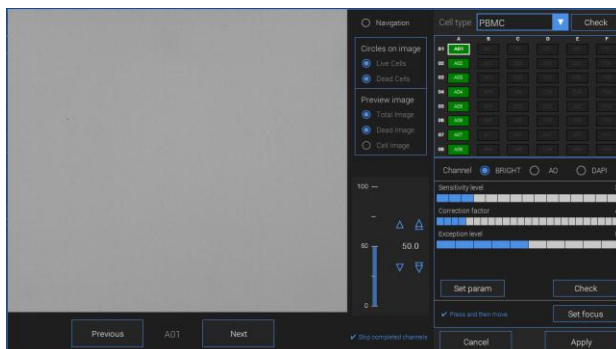 Navigation
Circles on image
Live Cells
Dead Cells
Preview image
Total Image
Dead Image
Cell Image
100
50
0
50.0
Previous
A01
Next
Skip completed channels
Cell type
PBMC
Check
A B C D E F
01 A01
02 A02
03 A03
04 A04
05 A05
06 A06
07 A07
08 A08
Channel BRIGHT AO DAPI
Sensitivity level
Correction factor
Exception level
Set param
Check
Press and then move
Set focus
Cancel
Apply